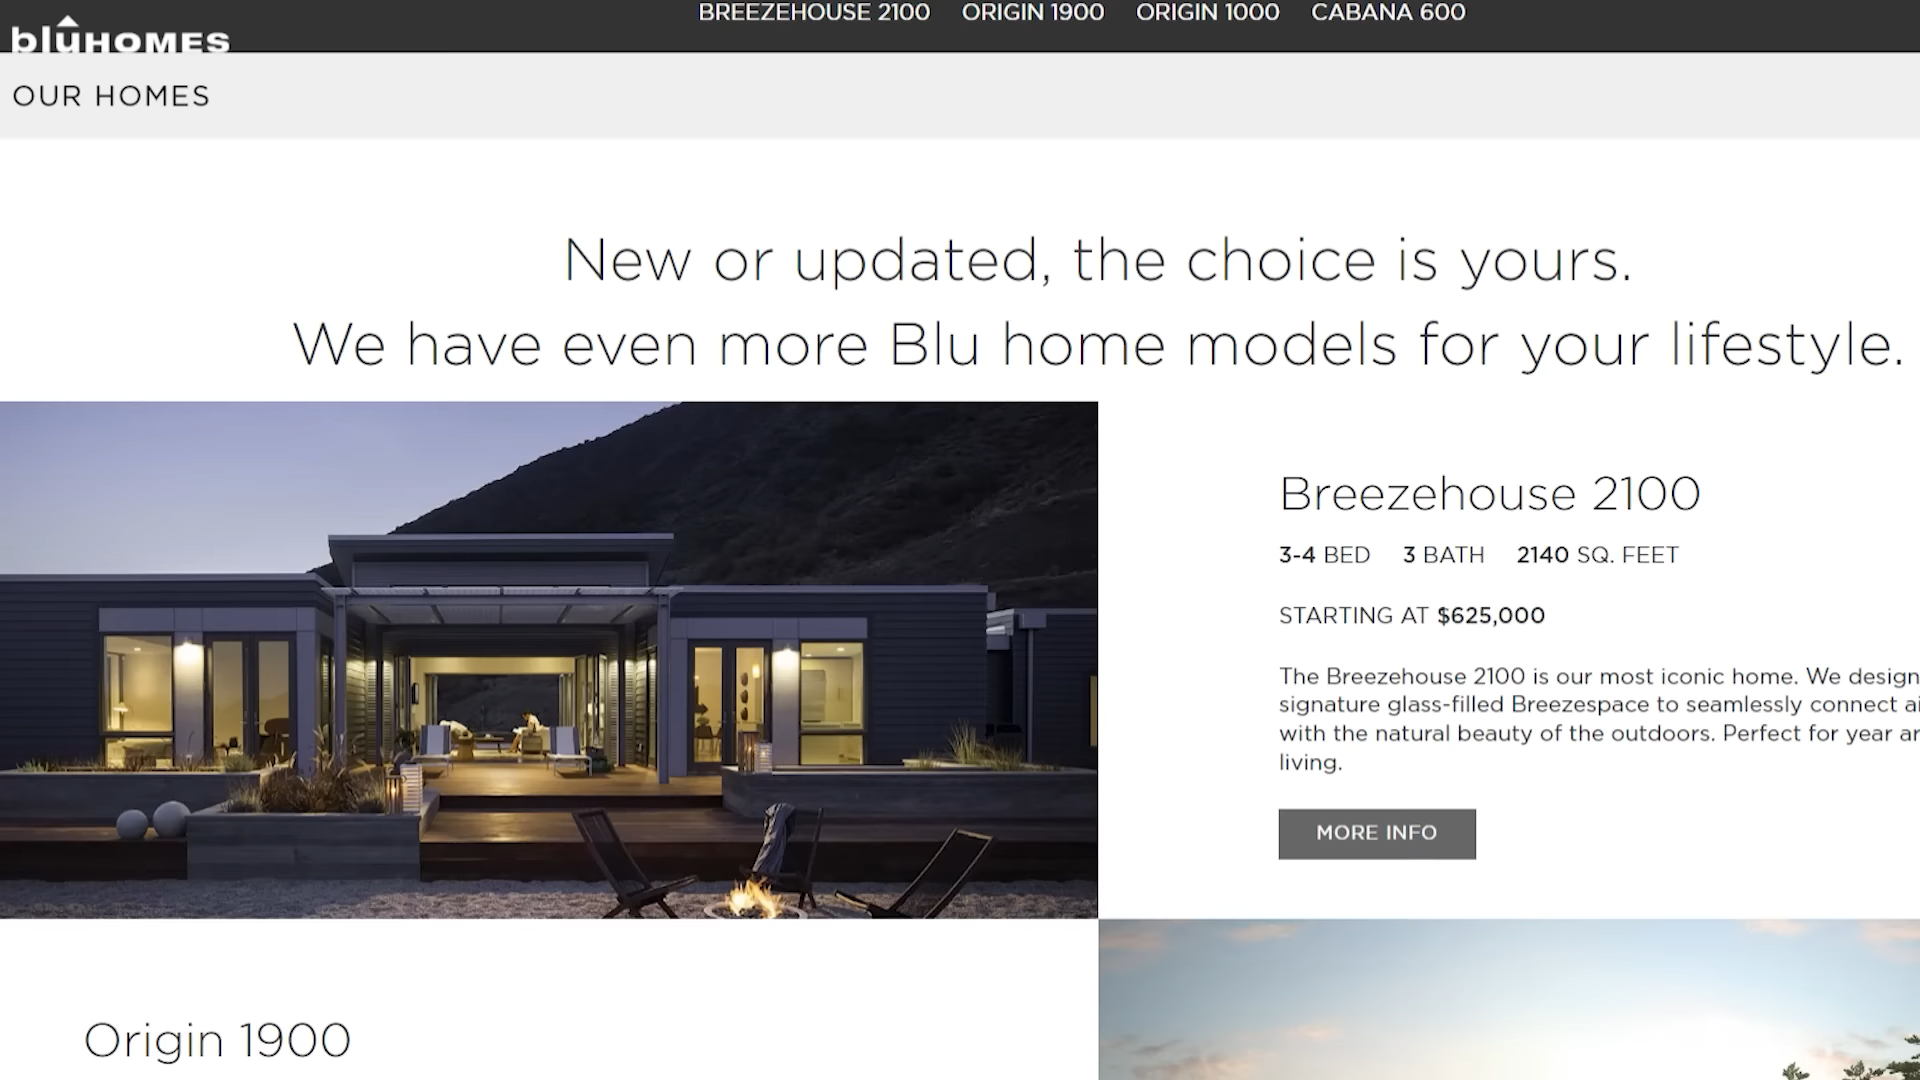 BREEZEHOUSE 2100 ORIGIN 1900 ORIGIN 1000 CABANA 600
bluHOMES
OUR HOMES
New or updated, the choice is yours.
We have even more Blu home models for your lifestyle.
Breezehouse 2100
3-4 BED 3 BATH 2140 SQ. FEET
STARTING AT $625,000
The Breezehouse 2100 is our most iconic home. We design
signature glass-filled Breezespace to seamlessly connect
with the natural beauty of the outdoors. Perfect for year
living.
MORE INFO
Origin 1900